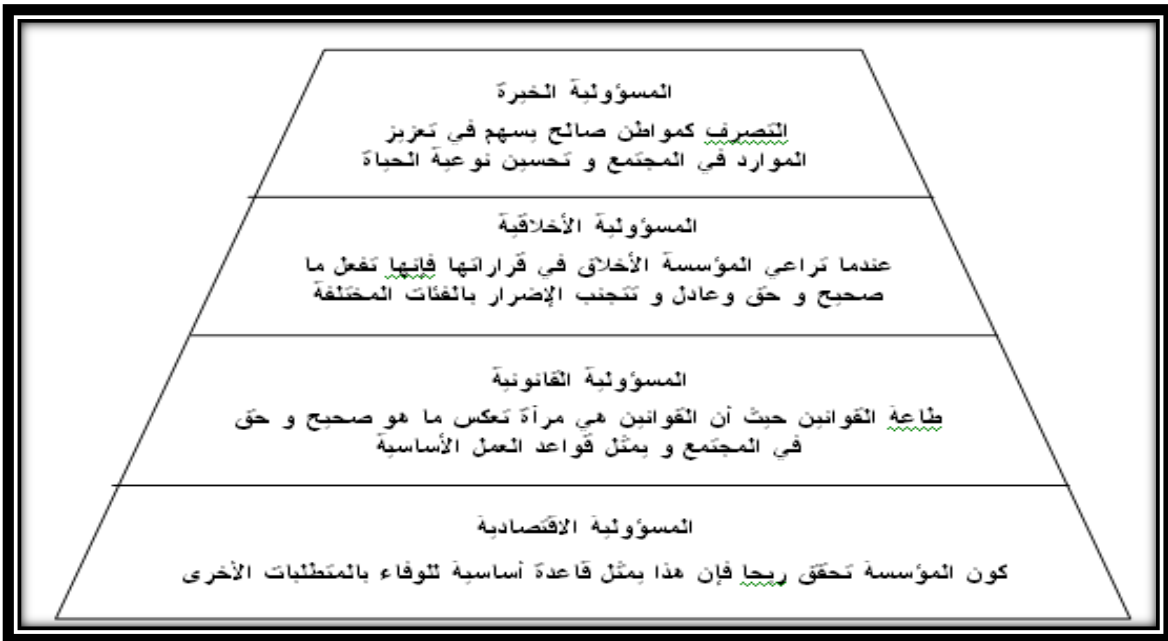 المسؤولية الخيرة
التصرف كمواطن صالح يسهم في تعزيز
الموارد في المجتمع و تحسين نوعية الحياة
المسؤولية الأخلاقية
عندما تراعي المؤسسة الأخلاق في قراراتها فإنها تفعل ما
صحيح و حق وعادل و تتجنب الإضرار بالفئات المختلفة
المسؤولية القانونية
طاعة القوانين حيث أن القوانين هي مرآة تعكس ما هو صحيح و حق
في المجتمع و يمثل قواعد العمل الأساسية
المسؤولية الاقتصادية
كون المؤسسة تحقق ربحا فإن هذا يمثل قاعدة أساسية للوفاء بالمتطلبات الأخرى